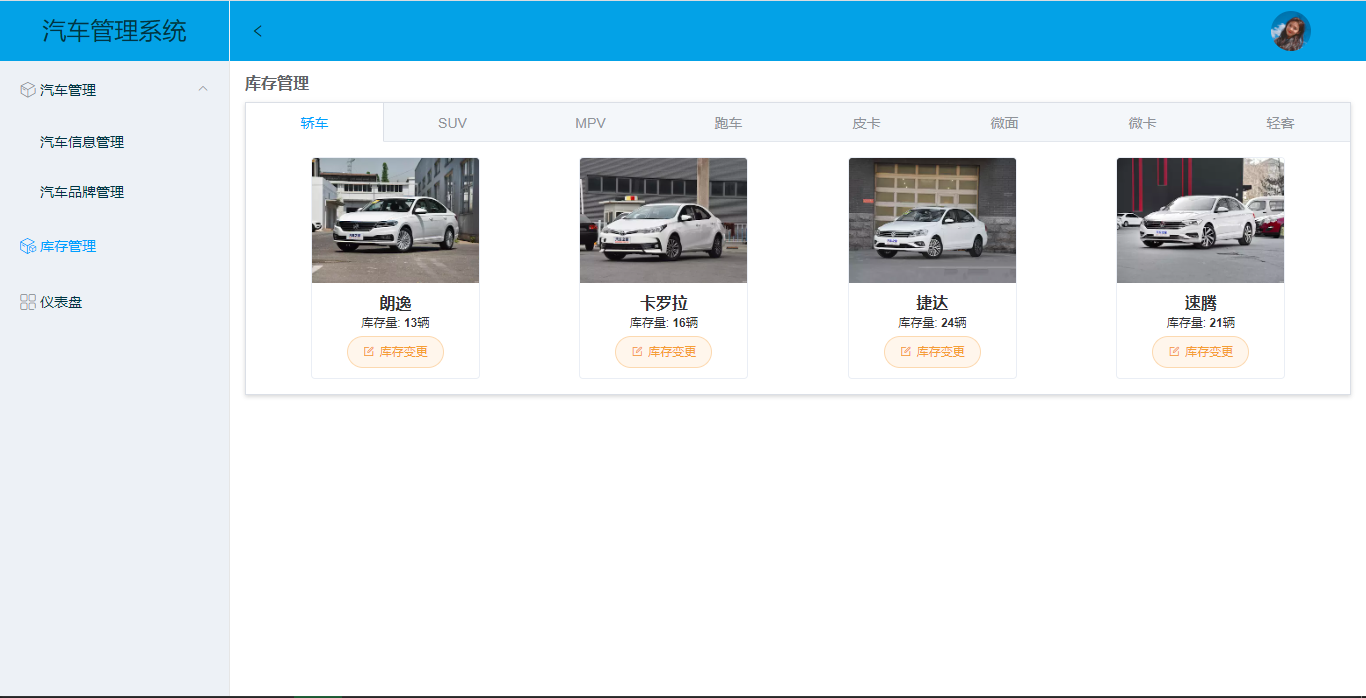 汽车管理系统
汽车管理
汽车信息管理
汽车品牌管理
库存管理
仪表盘
库存管理
轿车 SUV MPV 跑车 皮卡 微面 微卡 轻客
朗逸 卡罗拉 捷达 速腾
库存量: 13辆 库存量: 16辆 库存量: 24辆 库存量: 21辆
库存变更 库存变更 库存变更 库存变更